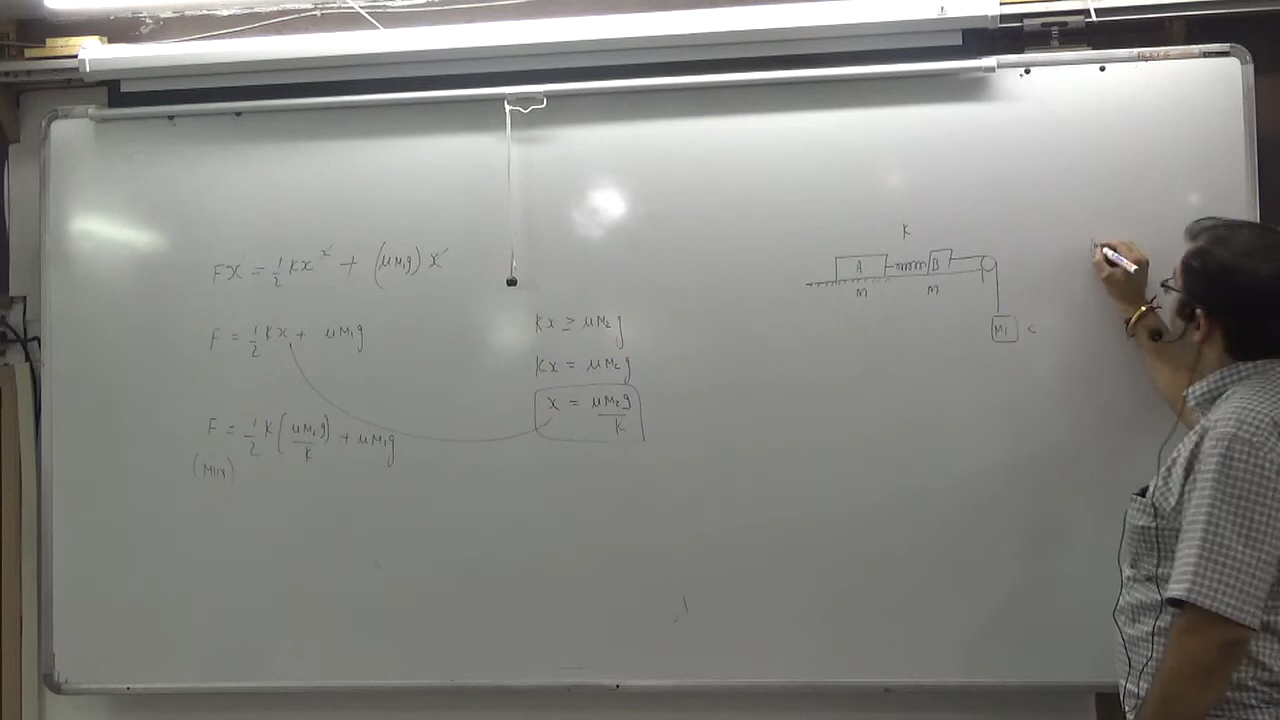 Fx = 1/2 Kx² + (μM₁g) x
F = 1/2 Kx + μM₁g
F = 1/2 K(μM₂g/K) + μM₁g
(MIN)
Kx ≥ μM₂g
Kx = μM₂g
x = μM₂g/K
K
A B
M M
M₁ C